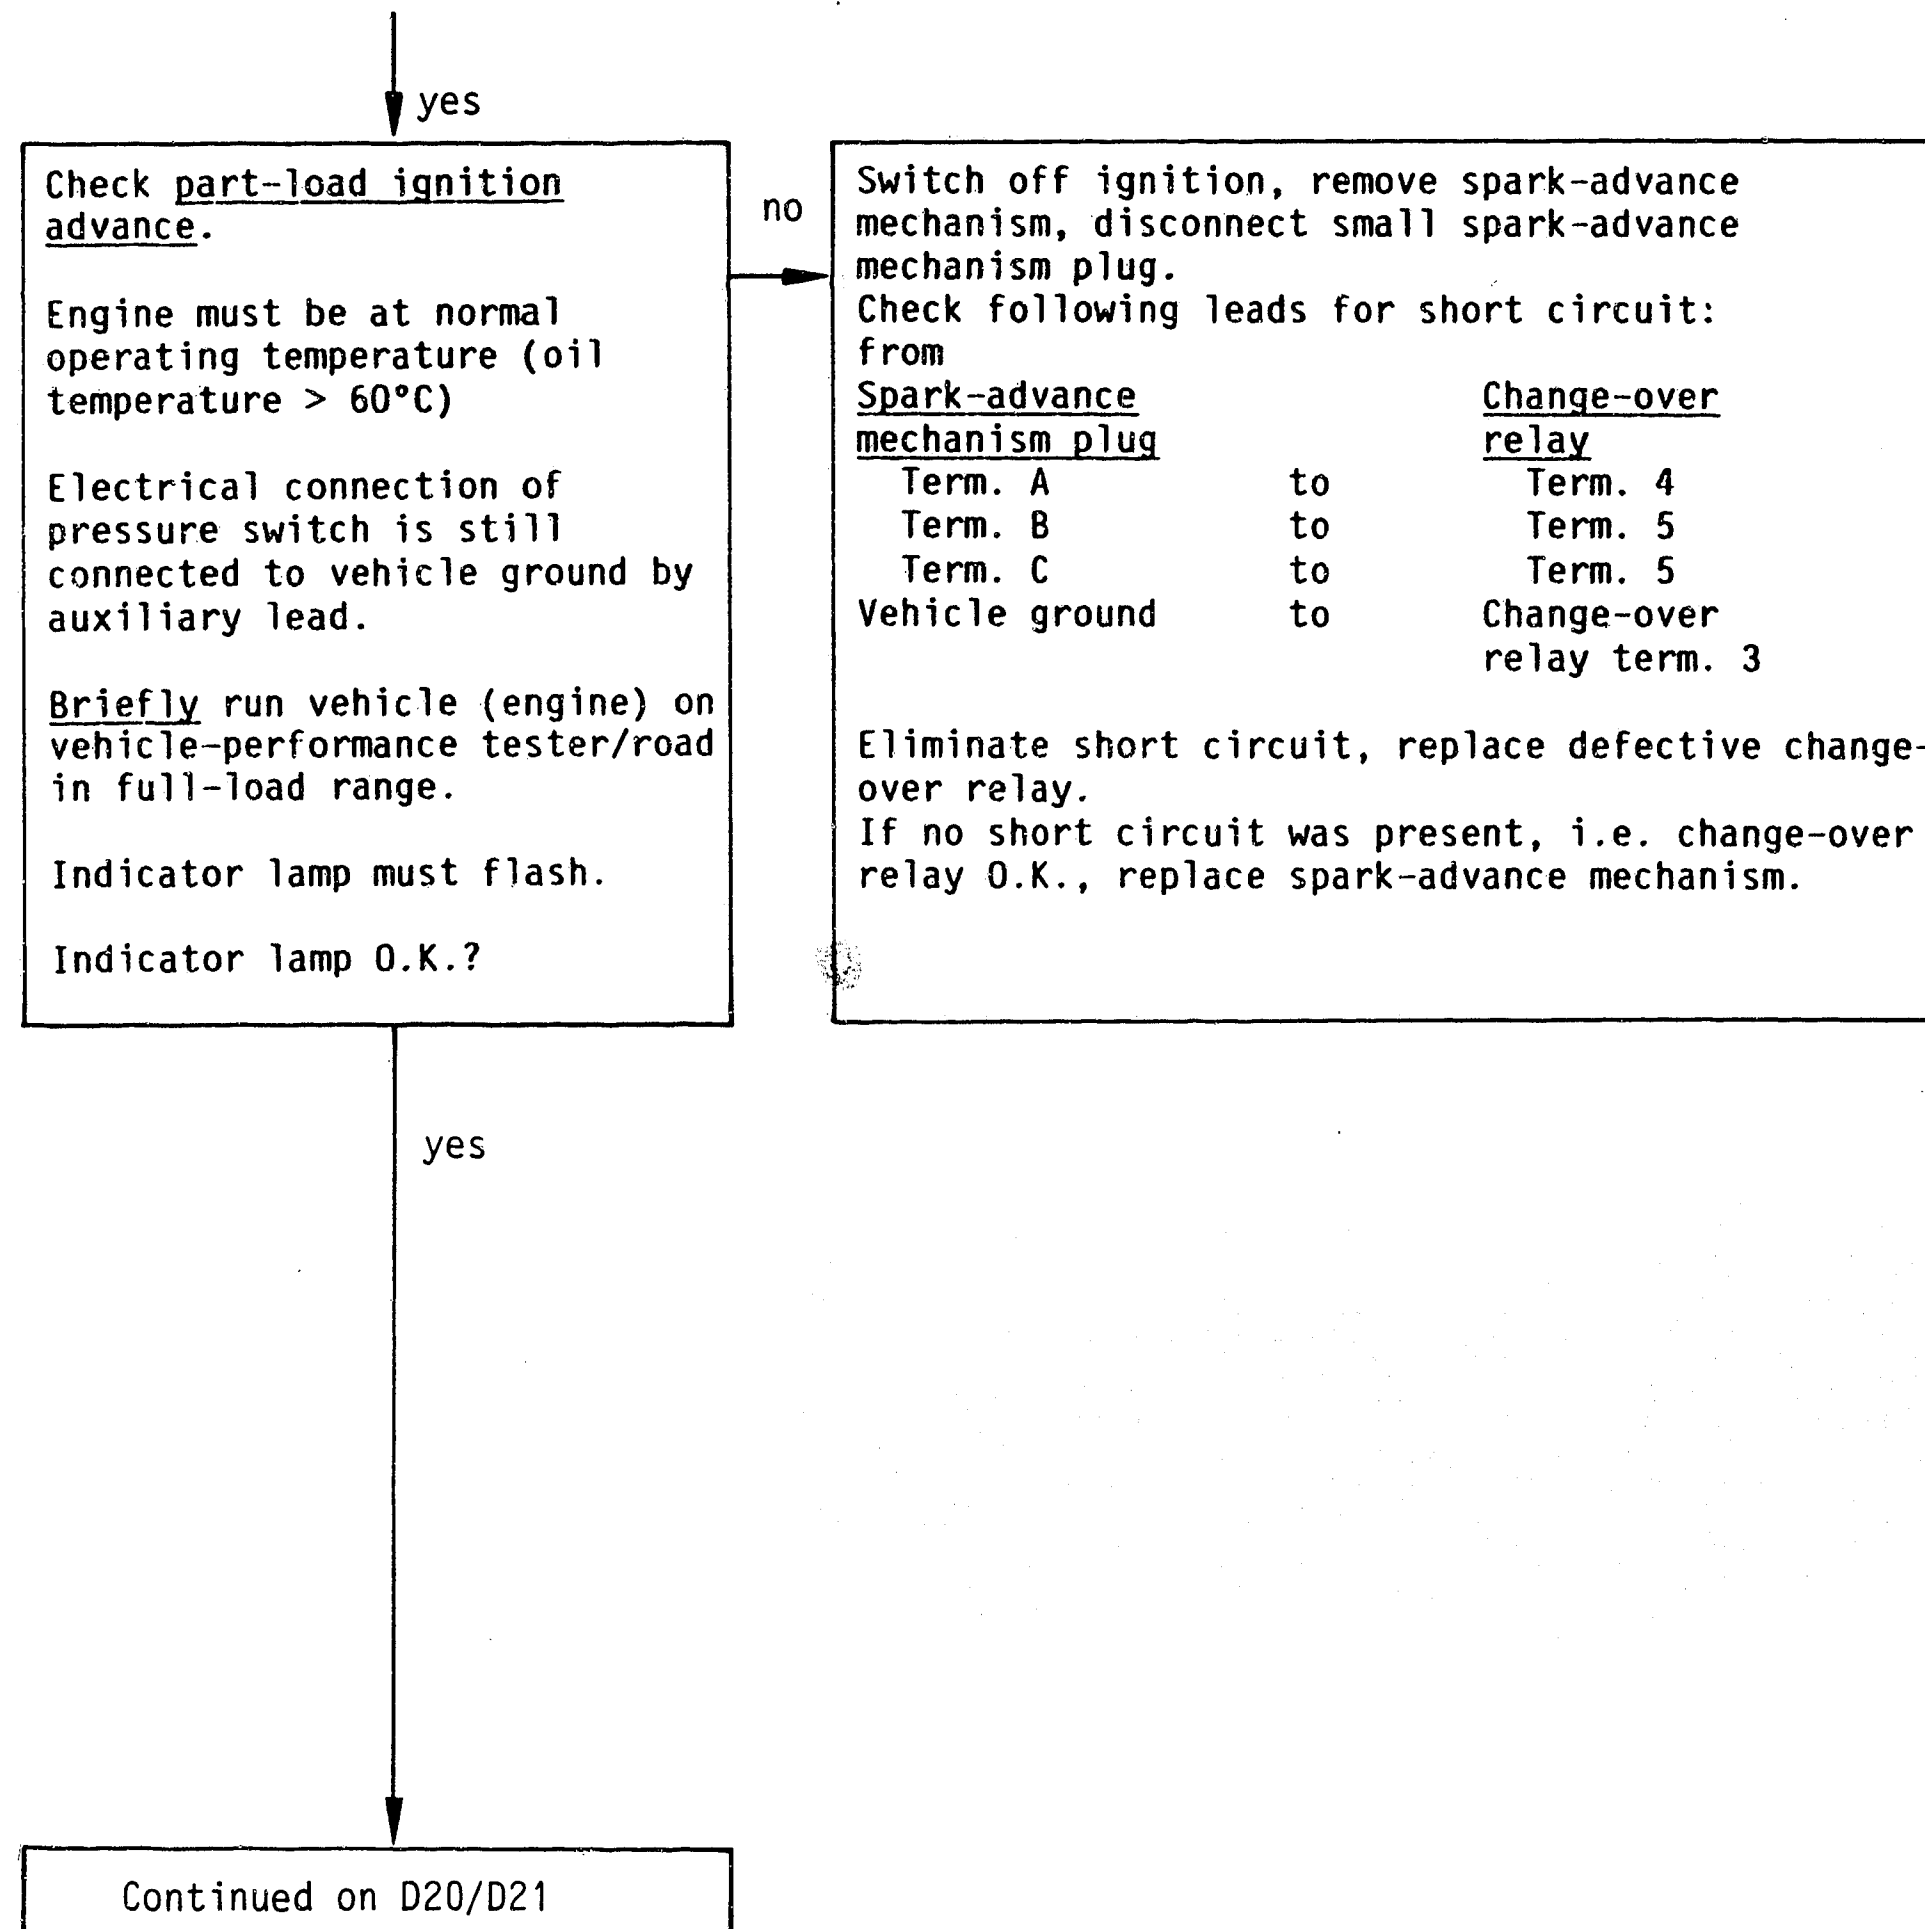 yes
Check part-load ignition
advance.
Engine must be at normal
operating temperature (oil
temperature > 60°C)
Electrical connection of
pressure switch is still
connected to vehicle ground by
auxiliary lead.
Briefly run vehicle (engine) on
vehicle-performance tester/road
in full-load range.
Indicator lamp must flash.
Indicator lamp O.K.?
no
Switch off ignition, remove spark-advance
mechanism, disconnect small spark-advance
mechanism plug.
Check following leads for short circuit:
from
Spark-advance Change-over
mechanism plug relay
Term. A to Term. 4
Term. B to Term. 5
Term. C to Term. 5
Vehicle ground to Change-over
relay term. 3
Eliminate short circuit, replace defective change-
over relay.
If no short circuit was present, i.e. change-over
relay O.K., replace spark-advance mechanism.
yes
Continued on D20/D21